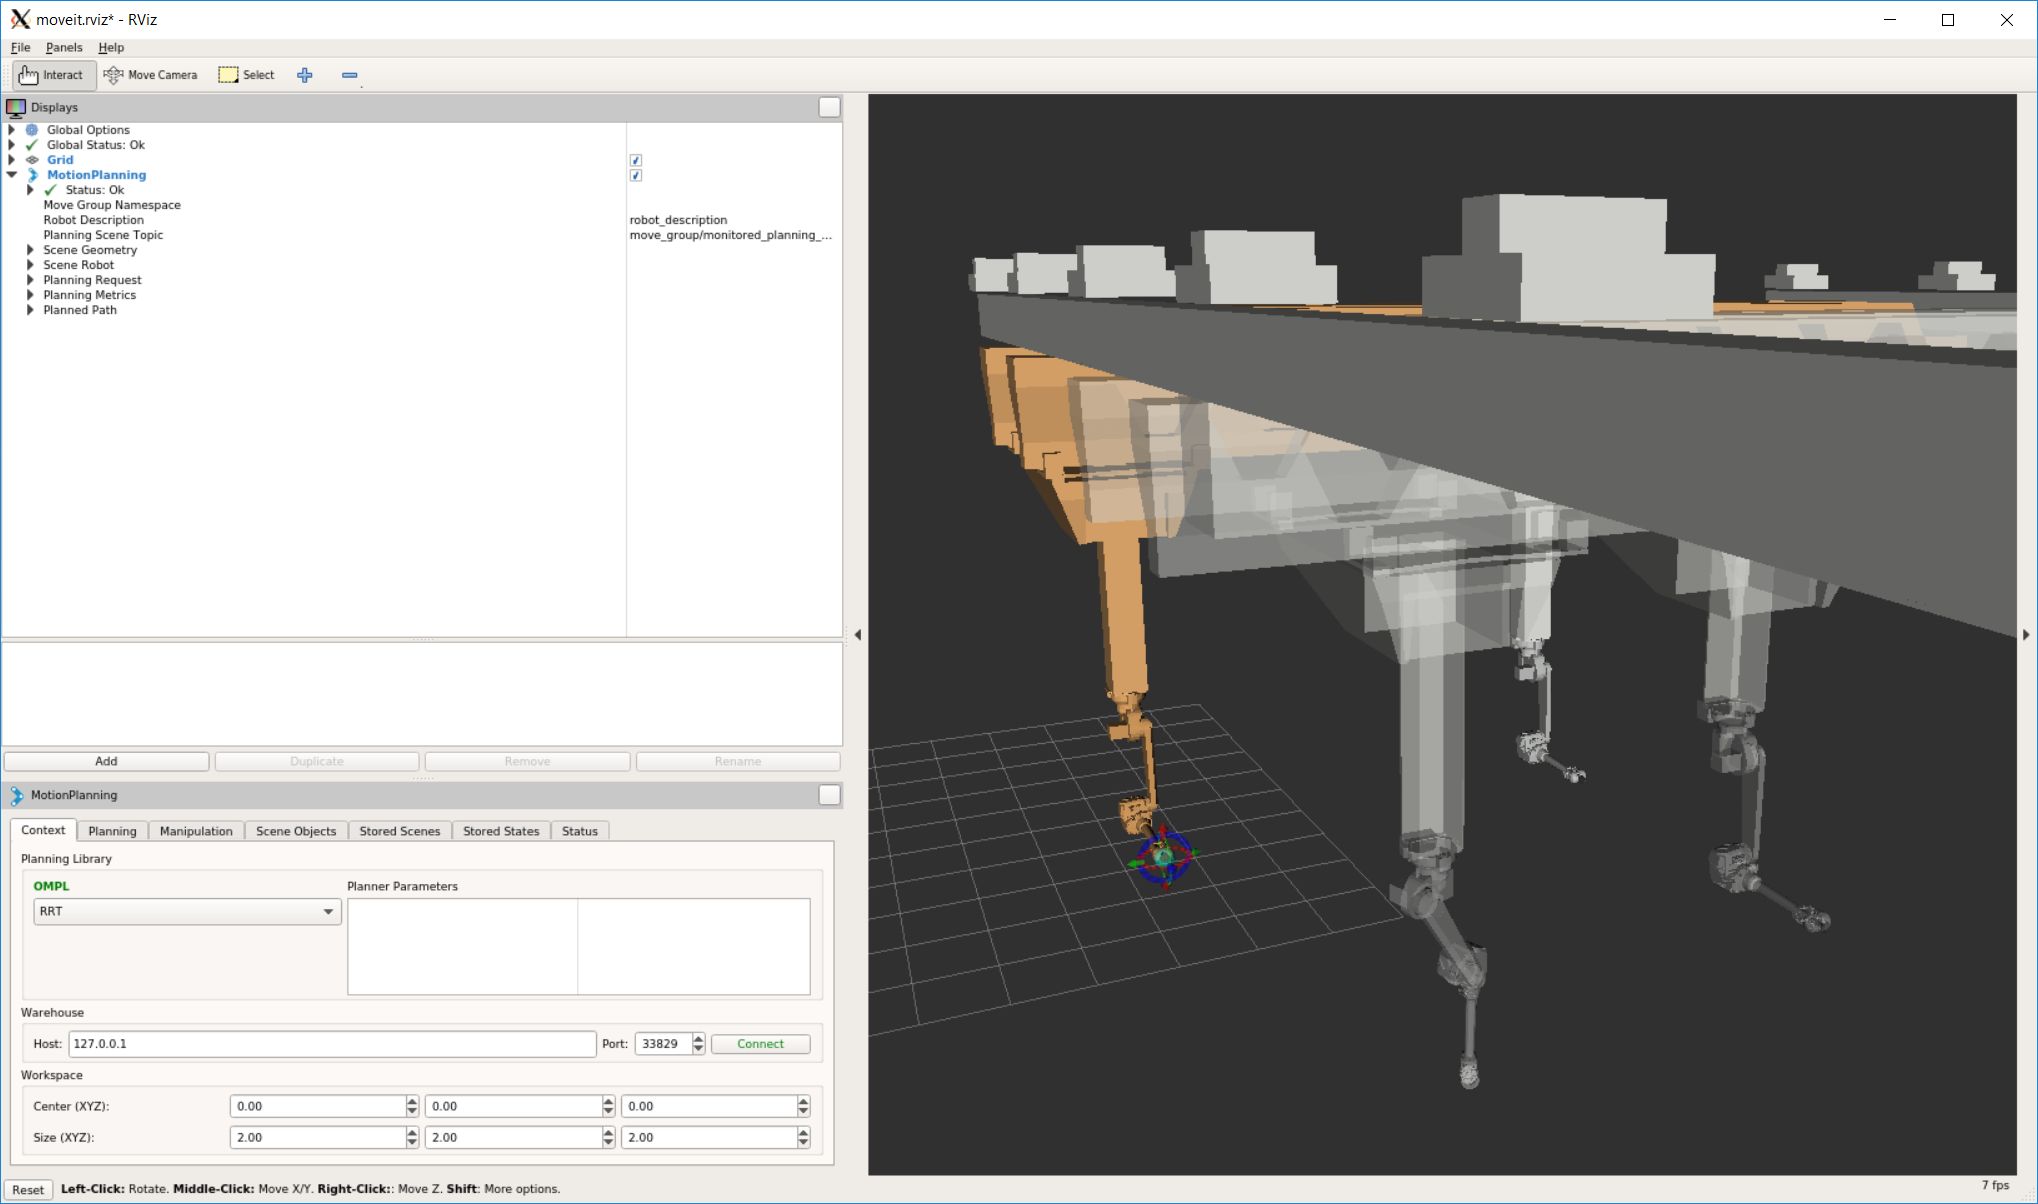 moveit.rviz* - RViz
File Panels Help
Interact Move Camera Select
Displays
Global Options
Global Status: Ok
Grid
MotionPlanning
Status: Ok
Move Group Namespace
Robot Description robot_description
Planning Scene Topic move_group/monitored_planning_...
Scene Geometry
Scene Robot
Planning Request
Planning Metrics
Planned Path
Add Duplicate Remove Rename
MotionPlanning
Context Planning Manipulation Scene Objects Stored Scenes Stored States Status
Planning Library
OMPL Planner Parameters
RRT
Warehouse
Host: 127.0.0.1 Port: 33829 Connect
Workspace
Center (XYZ): 0.00 0.00 0.00
Size (XYZ): 2.00 2.00 2.00
Reset Left-Click: Rotate. Middle-Click: Move X/Y. Right-Click:: Move Z. Shift: More options. 7 fps